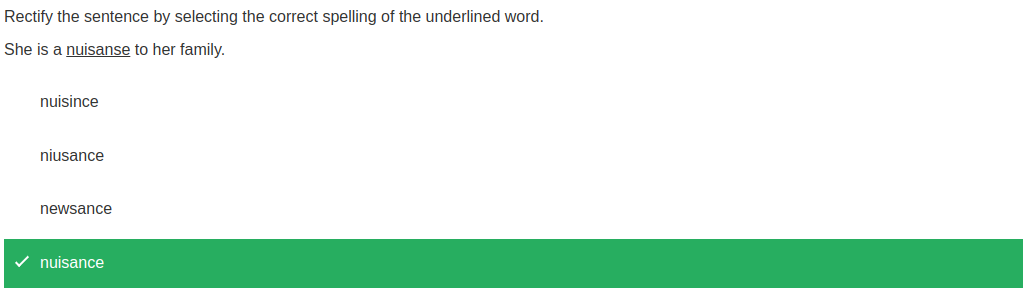 Rectify the sentence by selecting the correct spelling of the underlined word.
She is a nuisanse to her family.
nuisince
niusance
newsance
nuisance